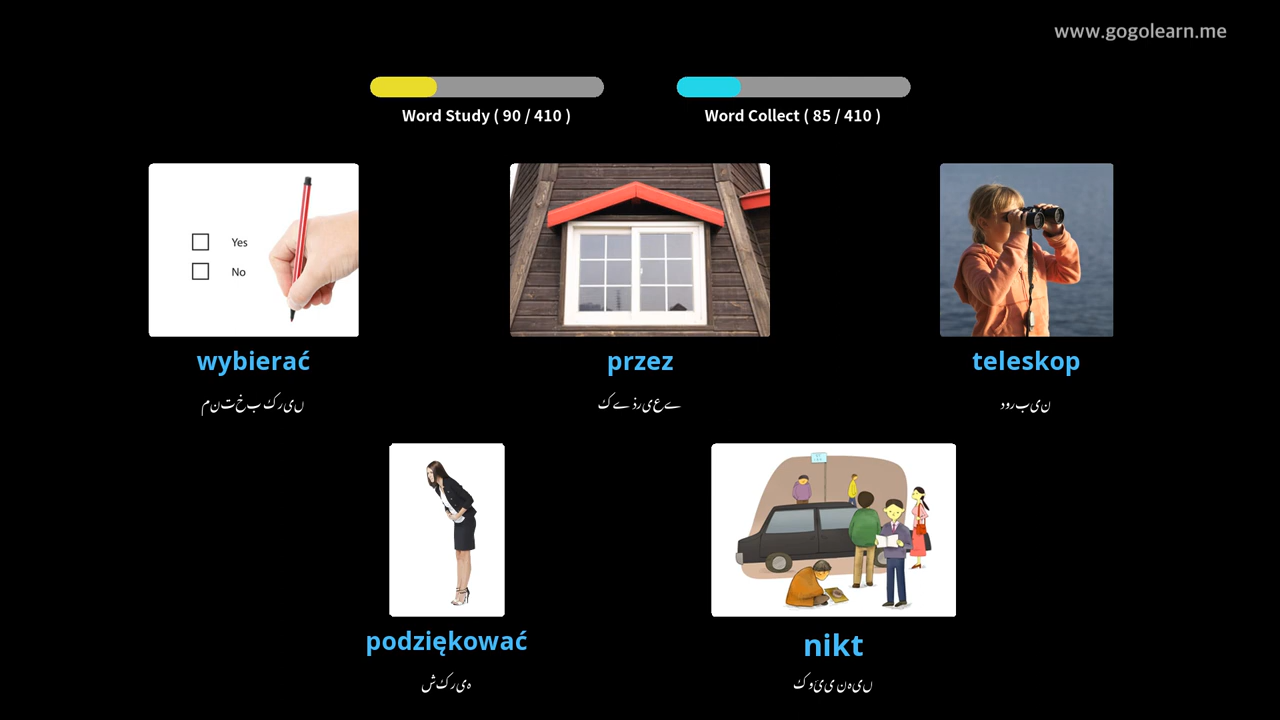 www.gogolearn.me
Word Study ( 90 / 410 )
Word Collect ( 85 / 410 )
Yes
No
wybierać
przez
teleskop
منتخب کریں
کے ذریعے
دوربین
podziękować
nikt
شکریہ
کوئی نہیں